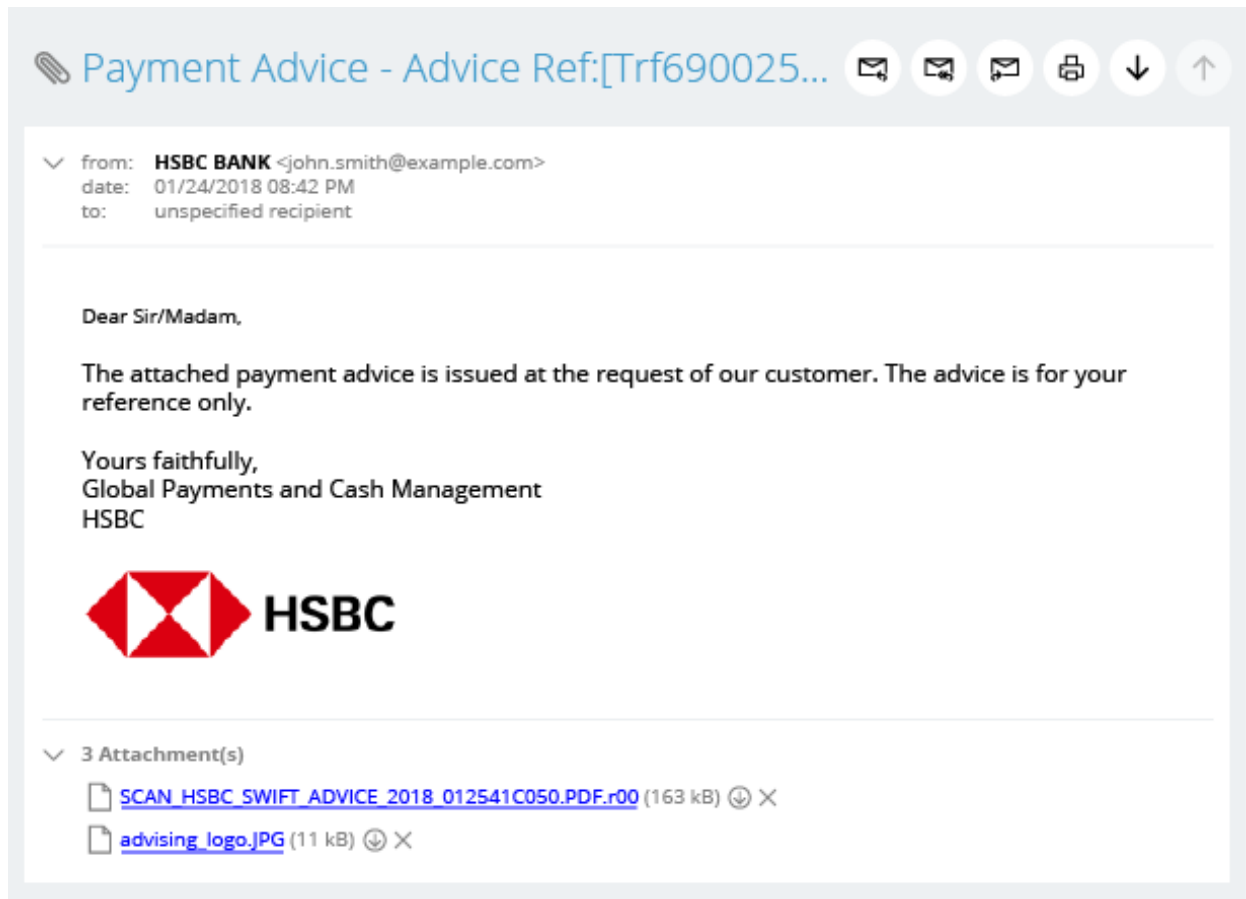 Payment Advice - Advice Ref:[Trf690025...
from: HSBC BANK <john.smith@example.com>
date: 01/24/2018 08:42 PM
to: unspecified recipient
Dear Sir/Madam,
The attached payment advice is issued at the request of our customer. The advice is for your
reference only.
Yours faithfully,
Global Payments and Cash Management
HSBC
HSBC
3 Attachment(s)
SCAN_HSBC_SWIFT_ADVICE_2018_012541C050.PDF.r00 (163 kB)
advising_logo.JPG (11 kB)